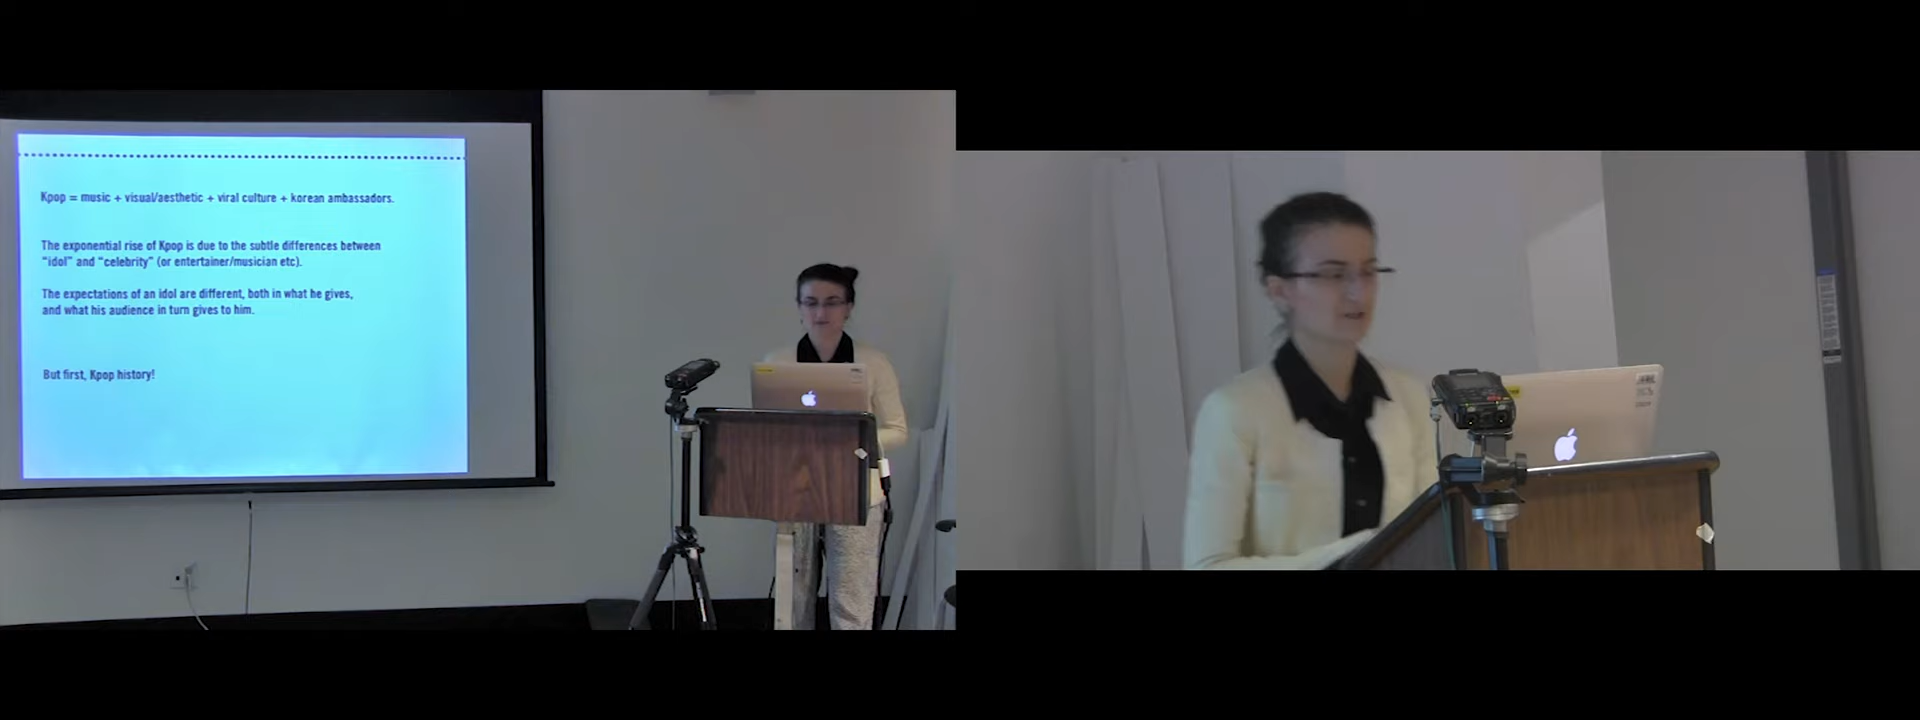 Kpop = music + visual/aesthetic + viral culture + korean ambassadors.
The exponential rise of Kpop is due to the subtle differences between
"idol" and "celebrity" (or entertainer/musician etc).
The expectations of an idol are different, both in what he gives,
and what his audience in turn gives to him.
But first, Kpop history!